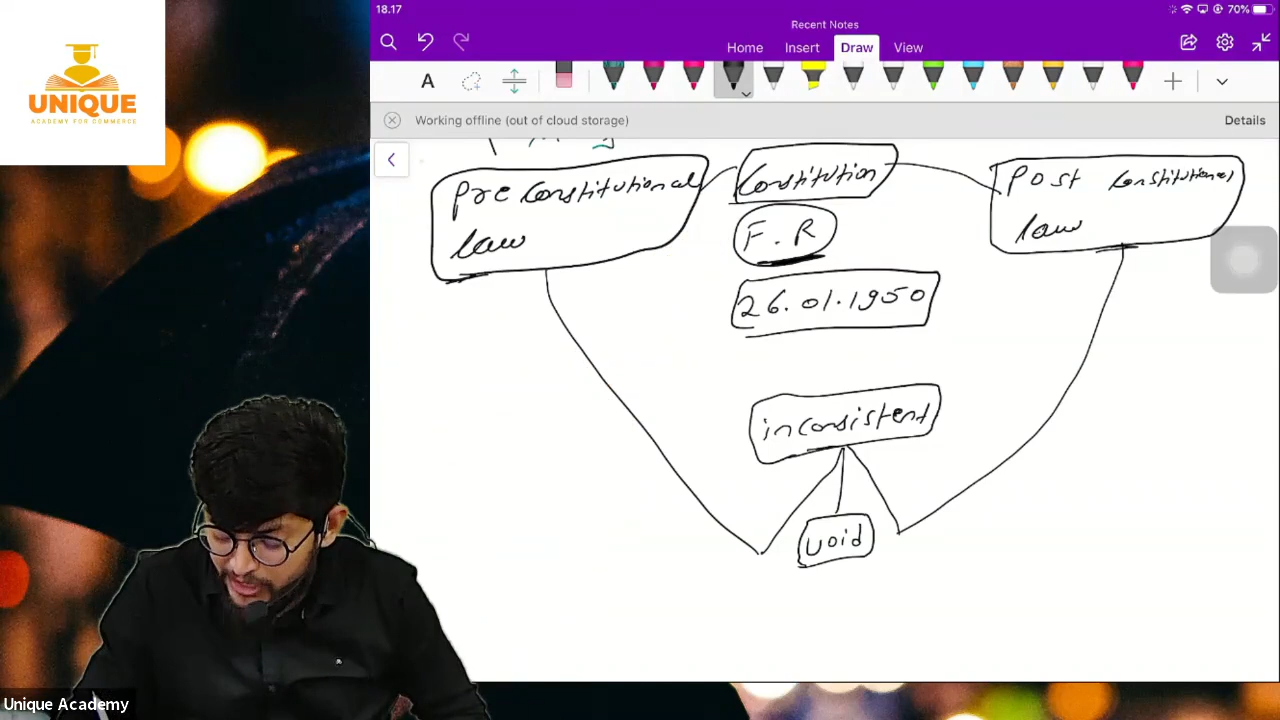 18.17
70%
Recent Notes
Home Insert Draw View
UNIQUE
ACADEMY FOR COMMERCE
A
Working offline (out of cloud storage)
Details
Pre Constitutional
law
Constitution
F.R
26.01.1950
Post Constitutional
law
inconsistent
void
Unique Academy